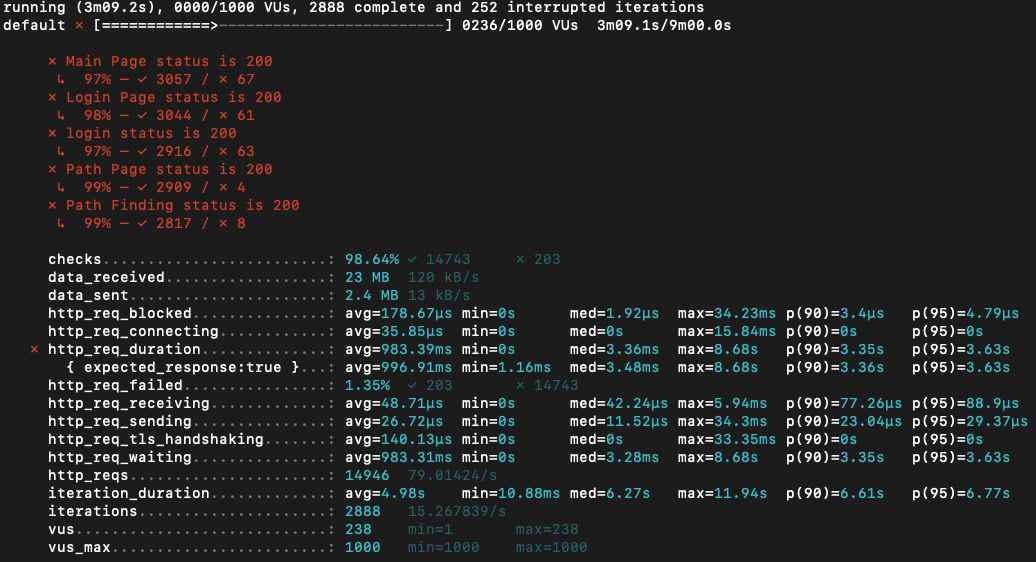 running (3m09.2s), 0000/1000 VUs, 2888 complete and 252 interrupted iterations
default × [============>-------------------------] 0236/1000 VUs  3m09.1s/9m00.0s
× Main Page status is 200
↳  97% — ✓ 3057 / × 67
× Login Page status is 200
↳  98% — ✓ 3044 / × 61
× login status is 200
↳  97% — ✓ 2916 / × 63
× Path Page status is 200
↳  99% — ✓ 2909 / × 4
× Path Finding status is 200
↳  99% — ✓ 2817 / × 8
checks.........................: 98.64% ✓ 14743     × 203
data_received..................: 23 MB  120 kB/s
data_sent......................: 2.4 MB 13 kB/s
http_req_blocked...............: avg=178.67µs min=0s      med=1.92µs  max=34.23ms p(90)=3.4µs   p(95)=4.79µs
http_req_connecting............: avg=35.85µs  min=0s      med=0s      max=15.84ms p(90)=0s      p(95)=0s
× http_req_duration..............: avg=983.39ms min=0s      med=3.36ms  max=8.68s   p(90)=3.35s   p(95)=3.63s
{ expected_response:true }...: avg=996.91ms min=1.16ms  med=3.48ms  max=8.68s   p(90)=3.36s   p(95)=3.63s
http_req_failed................: 1.35%  ✓ 203       × 14743
http_req_receiving.............: avg=48.71µs  min=0s      med=42.24µs max=5.94ms  p(90)=77.26µs p(95)=88.9µs
http_req_sending...............: avg=26.72µs  min=0s      med=11.52µs max=34.3ms  p(90)=23.04µs p(95)=29.37µs
http_req_tls_handshaking.......: avg=140.13µs min=0s      med=0s      max=33.35ms p(90)=0s      p(95)=0s
http_req_waiting...............: avg=983.31ms min=0s      med=3.28ms  max=8.68s   p(90)=3.35s   p(95)=3.63s
http_reqs......................: 14946  79.01424/s
iteration_duration.............: avg=4.98s    min=10.88ms med=6.27s   max=11.94s  p(90)=6.61s   p(95)=6.77s
iterations.....................: 2888   15.267839/s
vus............................: 238    min=1       max=238
vus_max........................: 1000   min=1000    max=1000